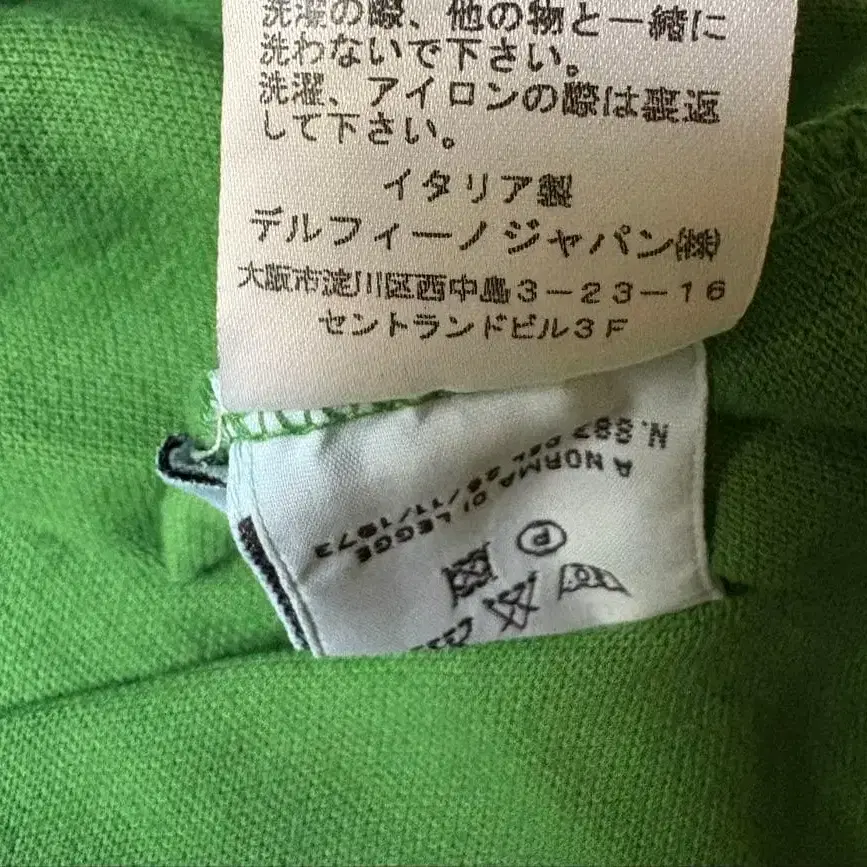 洗濯の際、他の物と一緒に
洗わないで下さい。
洗濯、アイロンの際は裏返
して下さい。
イタリア製
デルフィーノジャパン㈱
大阪市淀川区西中島3-23-16
セントランドビル3F
A NORMA DI LEGGE
N. 883 DEL 26/11/1973
P